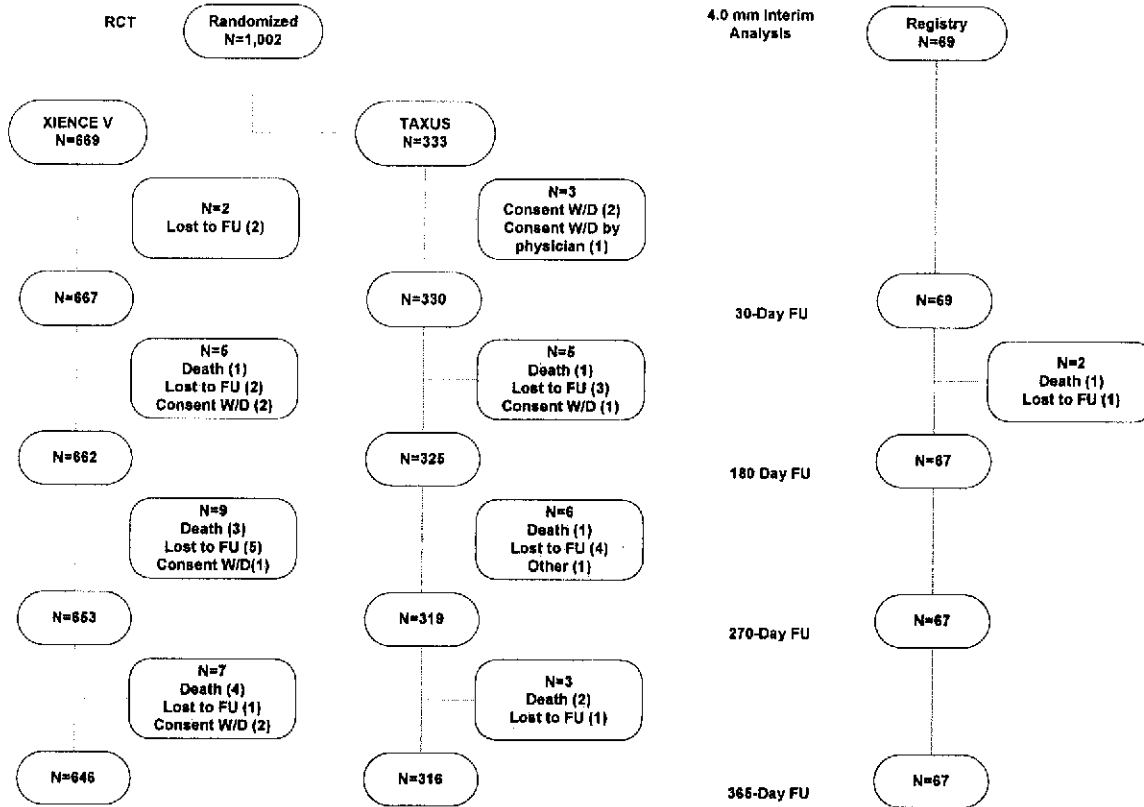 RCT
Randomized
N=1,002
4.0 mm Interim
Analysis
Registry
N=69
XIENCE V
N=669
TAXUS
N=333
N=2
Lost to FU (2)
N=3
Consent W/D (2)
Consent W/D by
physician (1)
N=667
N=330
30-Day FU
N=69
N=5
Death (1)
Lost to FU (2)
Consent W/D (2)
N=5
Death (1)
Lost to FU (3)
Consent W/D (1)
N=2
Death (1)
Lost to FU (1)
N=662
N=325
180 Day FU
N=67
N=9
Death (3)
Lost to FU (5)
Consent W/D(1)
N=6
Death (1)
Lost to FU (4)
Other (1)
N=653
N=319
270-Day FU
N=67
N=7
Death (4)
Lost to FU (1)
Consent W/D (2)
N=3
Death (2)
Lost to FU (1)
N=646
N=316
365-Day FU
N=67